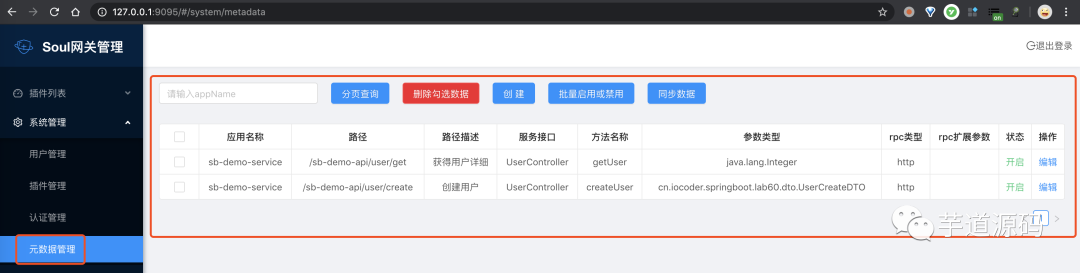 127.0.0.1:9095/#/system/metadata
on
Soul网关管理
退出登录
插件列表
系统管理
用户管理
插件管理
认证管理
元数据管理
请输入appName
分页查询
删除勾选数据
创 建
批量启用或禁用
同步数据
应用名称 路径 路径描述 服务接口 方法名称 参数类型 rpc类型 rpc扩展参数 状态 操作
sb-demo-service /sb-demo-api/user/get 获得用户详细 UserController getUser java.lang.Integer http 开启 编辑
sb-demo-service /sb-demo-api/user/create 创建用户 UserController createUser cn.iocoder.springboot.lab60.dto.UserCreateDTO http 开启 编辑
1
芋道源码